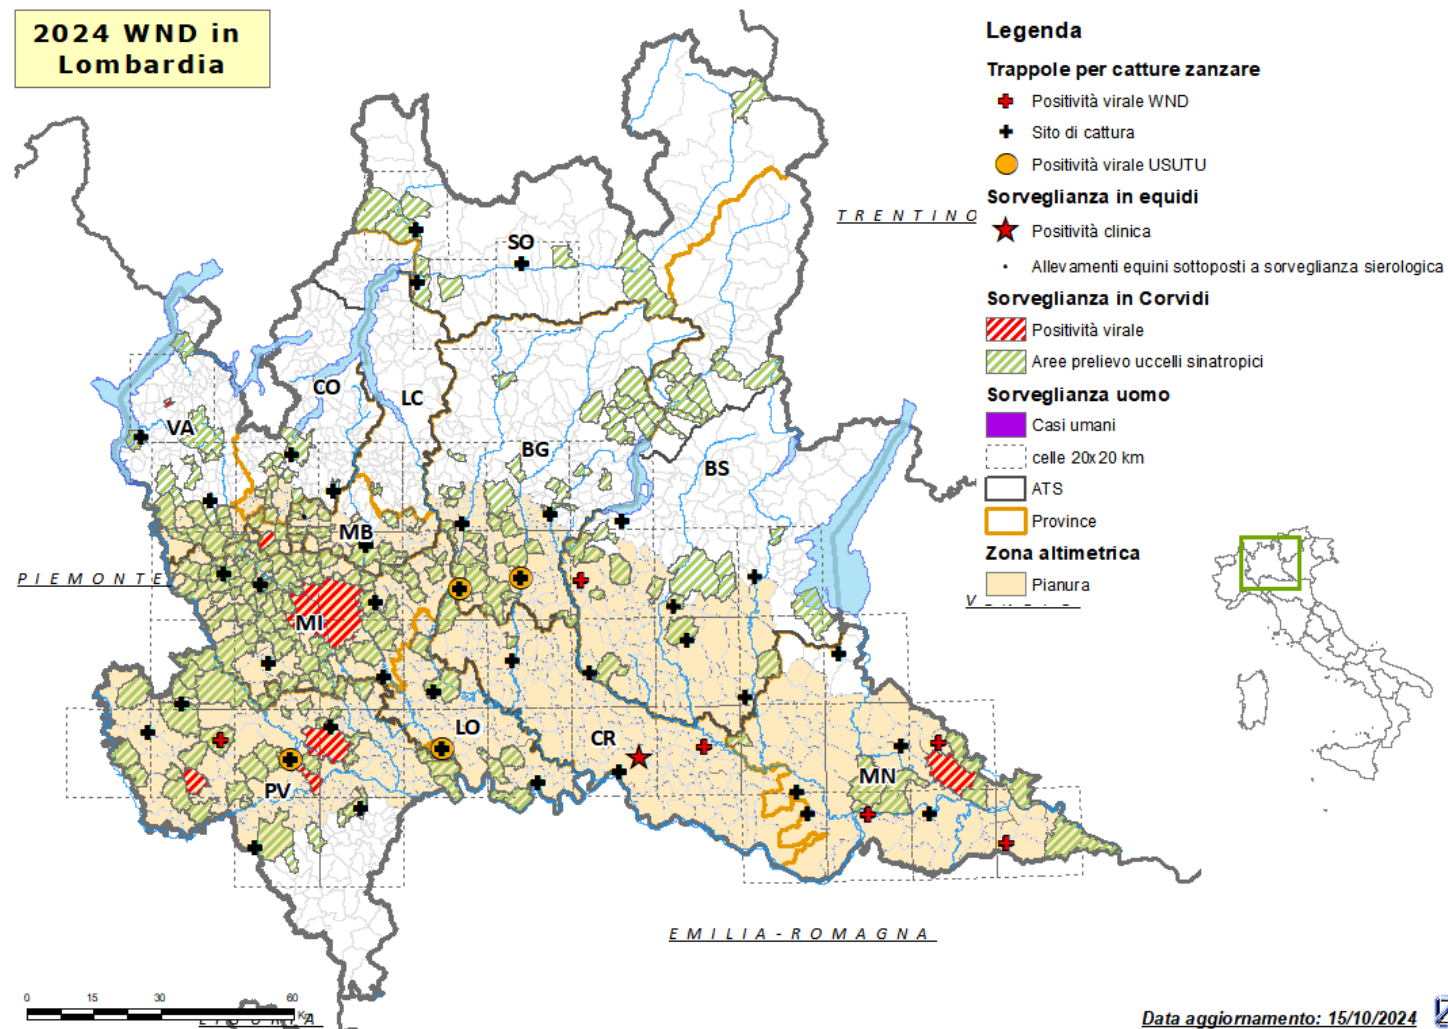 2024 WND in
Lombardia
Legenda
Trappole per catture zanzare
Positività virale WND
Sito di cattura
Positività virale USUTU
Sorveglianza in equidi
Positività clinica
Allevamenti equini sottoposti a sorveglianza sierologica
Sorveglianza in Corvidi
Positività virale
Aree prelievo uccelli sinatropici
Sorveglianza uomo
Casi umani
celle 20x20 km
ATS
Province
Zona altimetrica
Pianura
TRENTINO
SO
CO
LC
VA
BG
BS
MB
PIEMONTE
MI
LO
CR
MN
PV
EMILIA-ROMAGNA
0 15 30 60
Km
Data aggiornamento: 15/10/2024